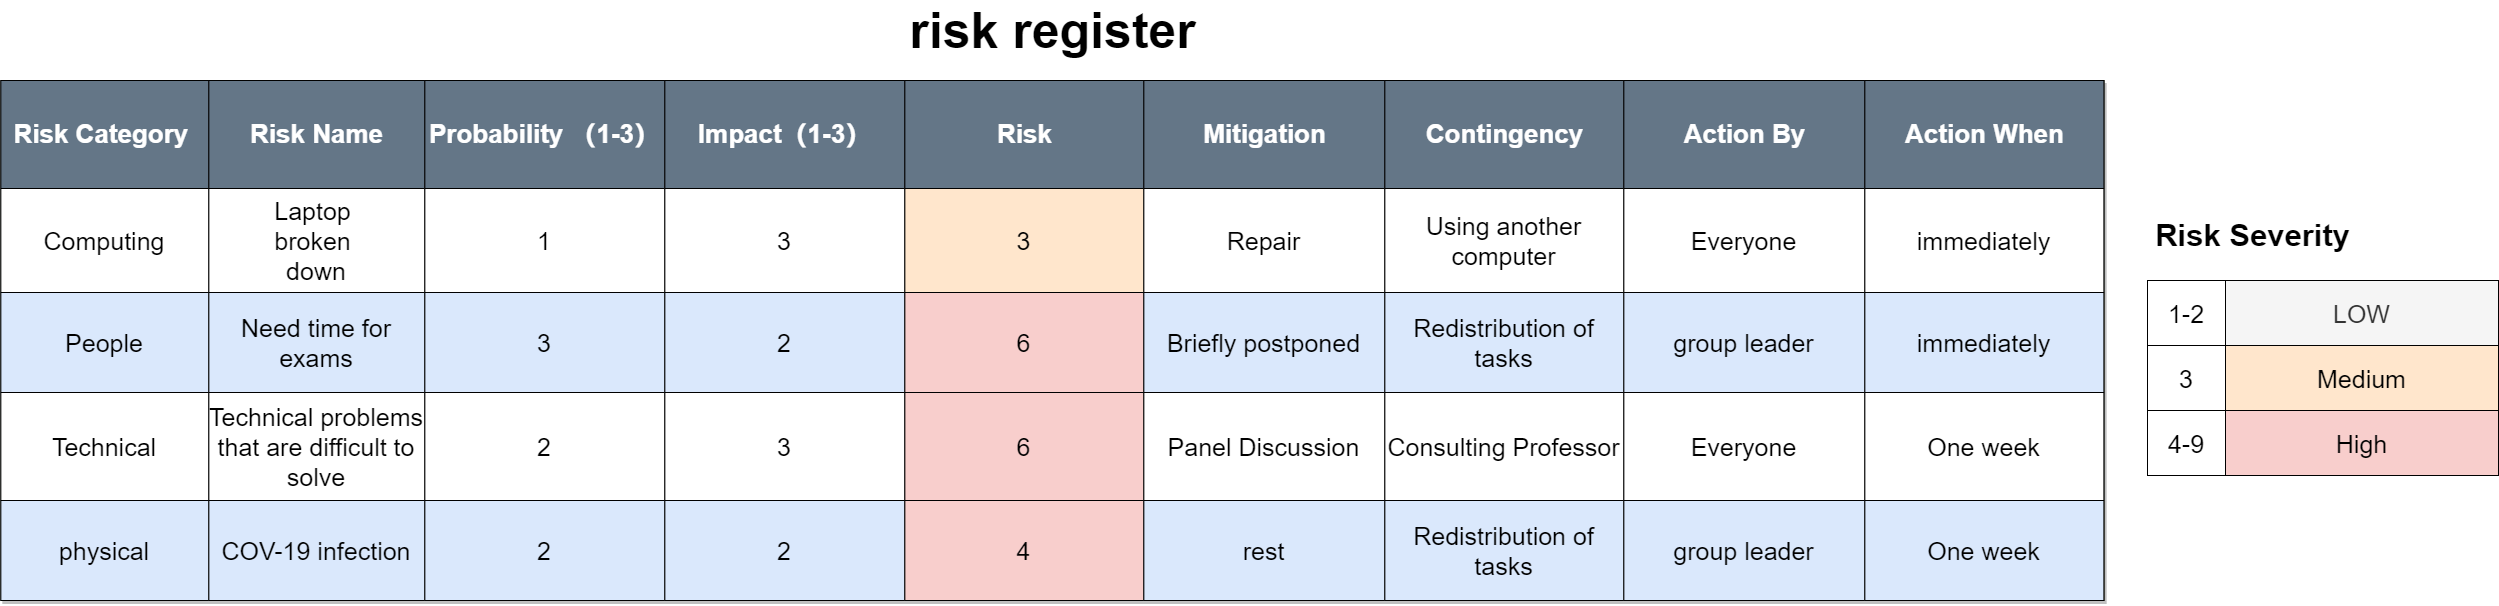 risk register
Risk Category
Risk Name
Probability （1-3）
Impact（1-3）
Risk
Mitigation
Contingency
Action By
Action When
Computing
Laptop
broken
down
1
3
3
Repair
Using another
computer
Everyone
immediately
People
Need time for
exams
3
2
6
Briefly postponed
Redistribution of
tasks
group leader
immediately
Technical
Technical problems
that are difficult to
solve
2
3
6
Panel Discussion
Consulting Professor
Everyone
One week
physical
COV-19 infection
2
2
4
rest
Redistribution of
tasks
group leader
One week
Risk Severity
1-2
LOW
3
Medium
4-9
High